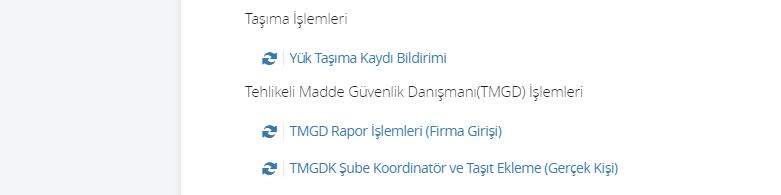 Taşıma İşlemleri
Yük Taşıma Kaydı Bildirimi
Tehlikeli Madde Güvenlik Danışmanı(TMGD) İşlemleri
TMGD Rapor İşlemleri (Firma Girişi)
TMGDK Şube Koordinatör ve Taşıt Ekleme (Gerçek Kişi)